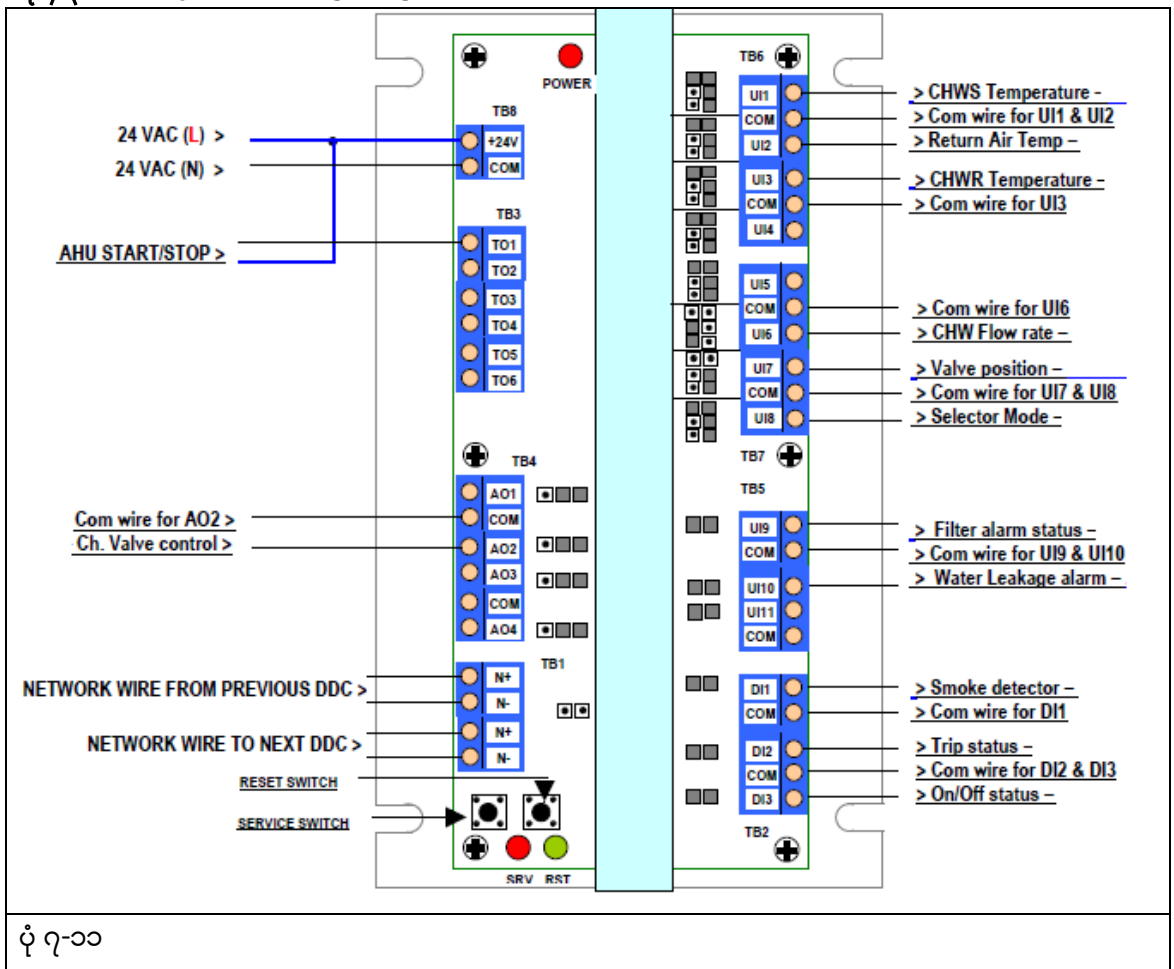 POWER
TB8
24 VAC (L) >
+24V
24 VAC (N) >
COM
TB3
AHU START/STOP >
TO1
TO2
TO3
TO4
TO5
TO6
TB4
AO1
Com wire for AO2 >
COM
Ch. Valve control >
AO2
AO3
COM
AO4
TB1
NETWORK WIRE FROM PREVIOUS DDC >
N+
N-
NETWORK WIRE TO NEXT DDC >
N+
N-
RESET SWITCH
SERVICE SWITCH
SRV RST
TB6
UI1 > CHWS Temperature –
COM > Com wire for UI1 & UI2
UI2 > Return Air Temp –
UI3 > CHWR Temperature –
COM > Com wire for UI3
UI4
UI5
COM > Com wire for UI6
UI6 > CHW Flow rate –
UI7 > Valve position –
COM > Com wire for UI7 & UI8
UI8 > Selector Mode –
TB7
TB5
UI9 > Filter alarm status –
COM > Com wire for UI9 & UI10
UI10 > Water Leakage alarm –
UI11
COM
DI1 > Smoke detector –
COM > Com wire for DI1
DI2 > Trip status –
COM > Com wire for DI2 & DI3
DI3 > On/Off status –
TB2
ပုံ ၇-၁၁